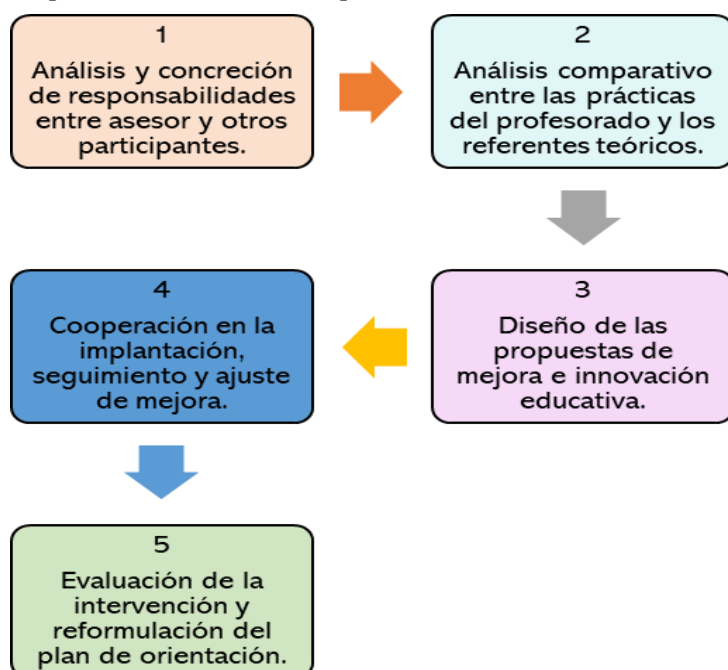 1
Análisis y concreción
de responsabilidades
entre asesor y otros
participantes.
2
Análisis comparativo
entre las prácticas
del profesorado y los
referentes teóricos.
3
Diseño de las
propuestas de
mejora e innovación
educativa.
4
Cooperación en la
implantación,
seguimiento y ajuste
de mejora.
5
Evaluación de la
intervención y
reformulación del
plan de orientación.